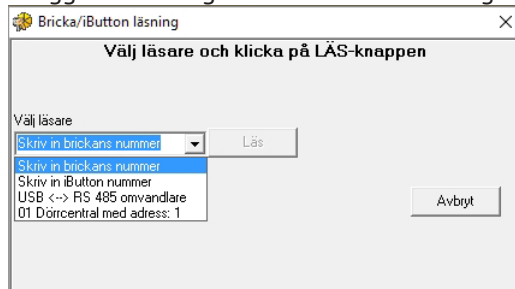 Bricka/iButton läsning
Välj läsare och klicka på LÄS-knappen
Välj läsare
Skriv in brickans nummer
Läs
Skriv in brickans nummer
Skriv in iButton nummer
USB <--> RS 485 omvandlare
01 Dörrcentral med adress: 1
Avbryt